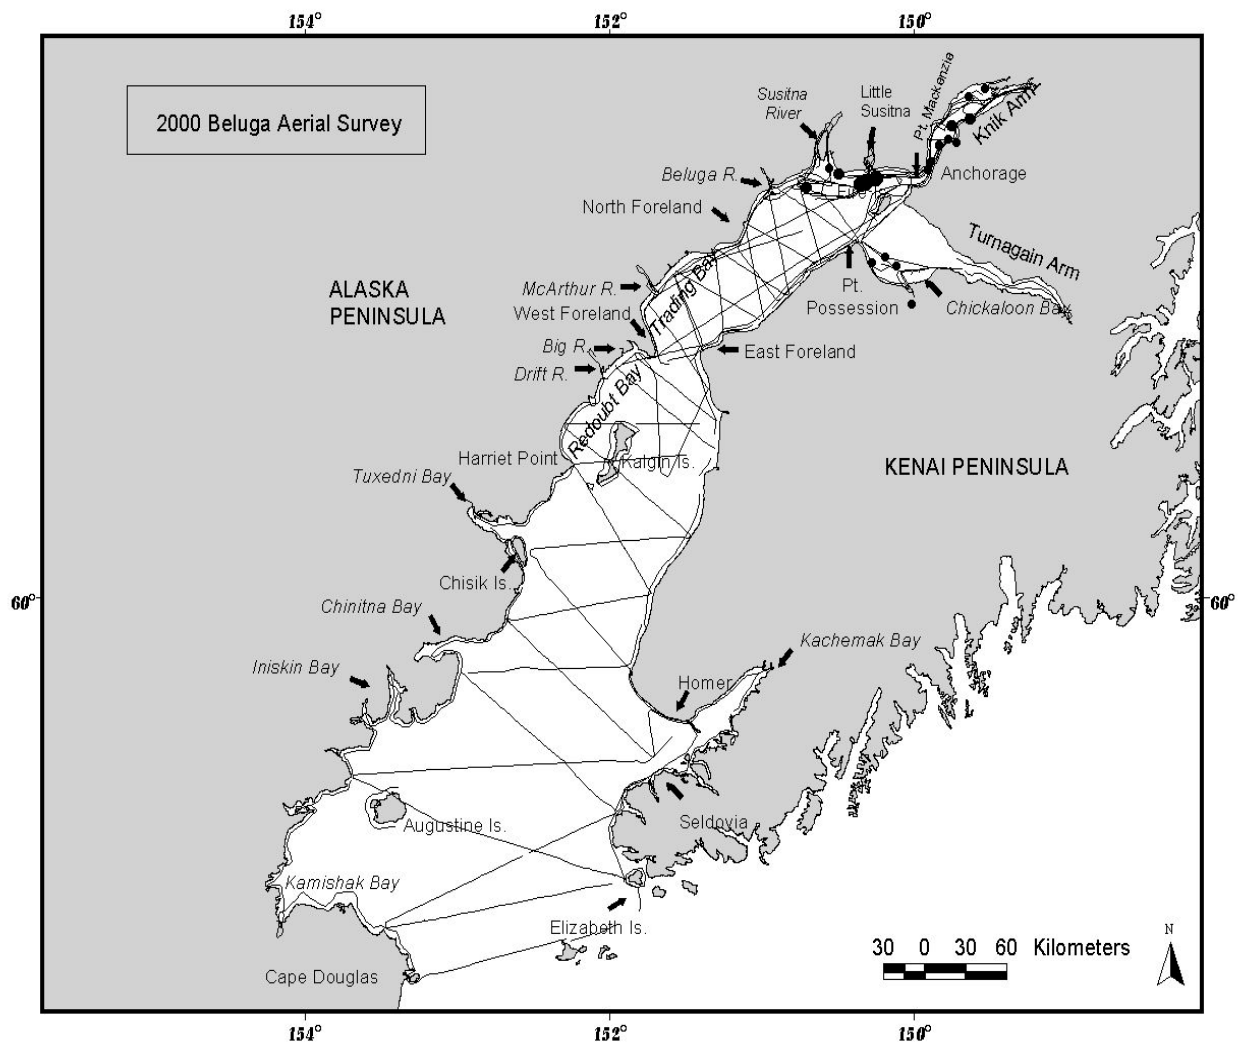 154°
152°
150°
2000 Beluga Aerial Survey
Susitna
River
Little
Susitna
Pt. Mackenzia
Knik Arm
Anchorage
Beluga R.
North Foreland
Turnagain Arm
ALASKA
PENINSULA
McArthur R.
Trading Bay
Pt.
Possession
Chickaloon Bay
West Foreland
Big R.
East Foreland
Drift R.
Redoubt Bay
Harriet Point
Kalgin Is.
KENAI PENINSULA
Tuxedni Bay
Chisik Is.
60°
60°
Chinitna Bay
Kachemak Bay
Iniskin Bay
Homer
Augustine Is.
Seldovia
Kamishak Bay
Elizabeth Is.
Cape Douglas
30 0 30 60 Kilometers
N
154°
152°
150°